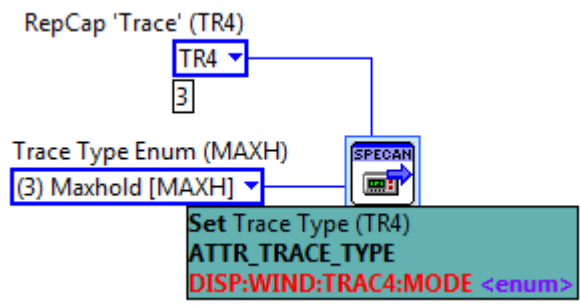 RepCap 'Trace' (TR4)
TR4
3
Trace Type Enum (MAXH)
(3) Maxhold [MAXH]
SPECAN
Set Trace Type (TR4)
ATTR_TRACE_TYPE
DISP:WIND:TRAC4:MODE <enum>